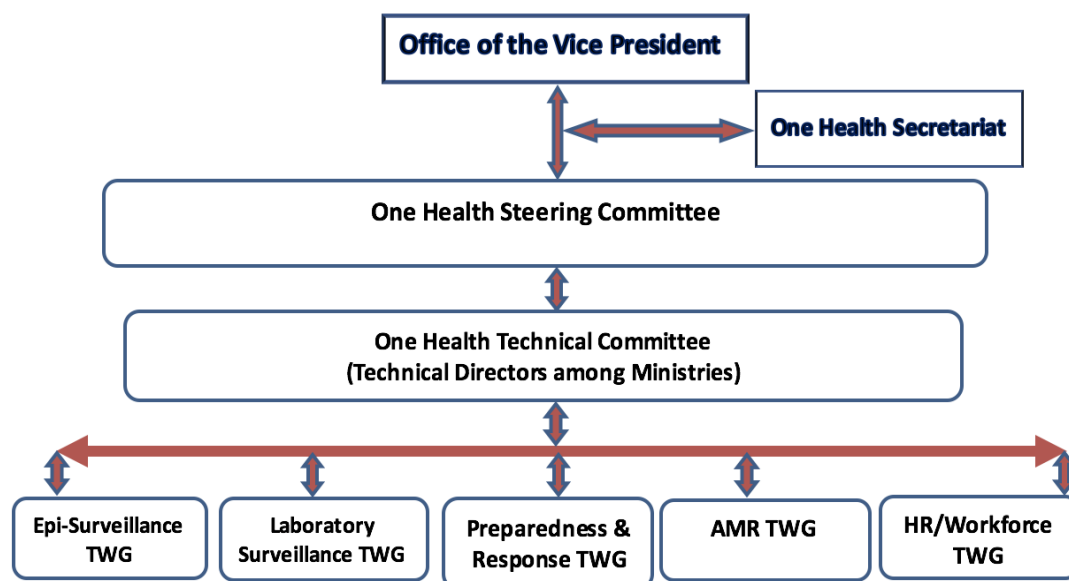 Office of the Vice President
One Health Secretariat
One Health Steering Committee
One Health Technical Committee
(Technical Directors among Ministries)
Epi-Surveillance
TWG
Laboratory
Surveillance TWG
Preparedness &
Response TWG
AMR TWG
HR/Workforce
TWG